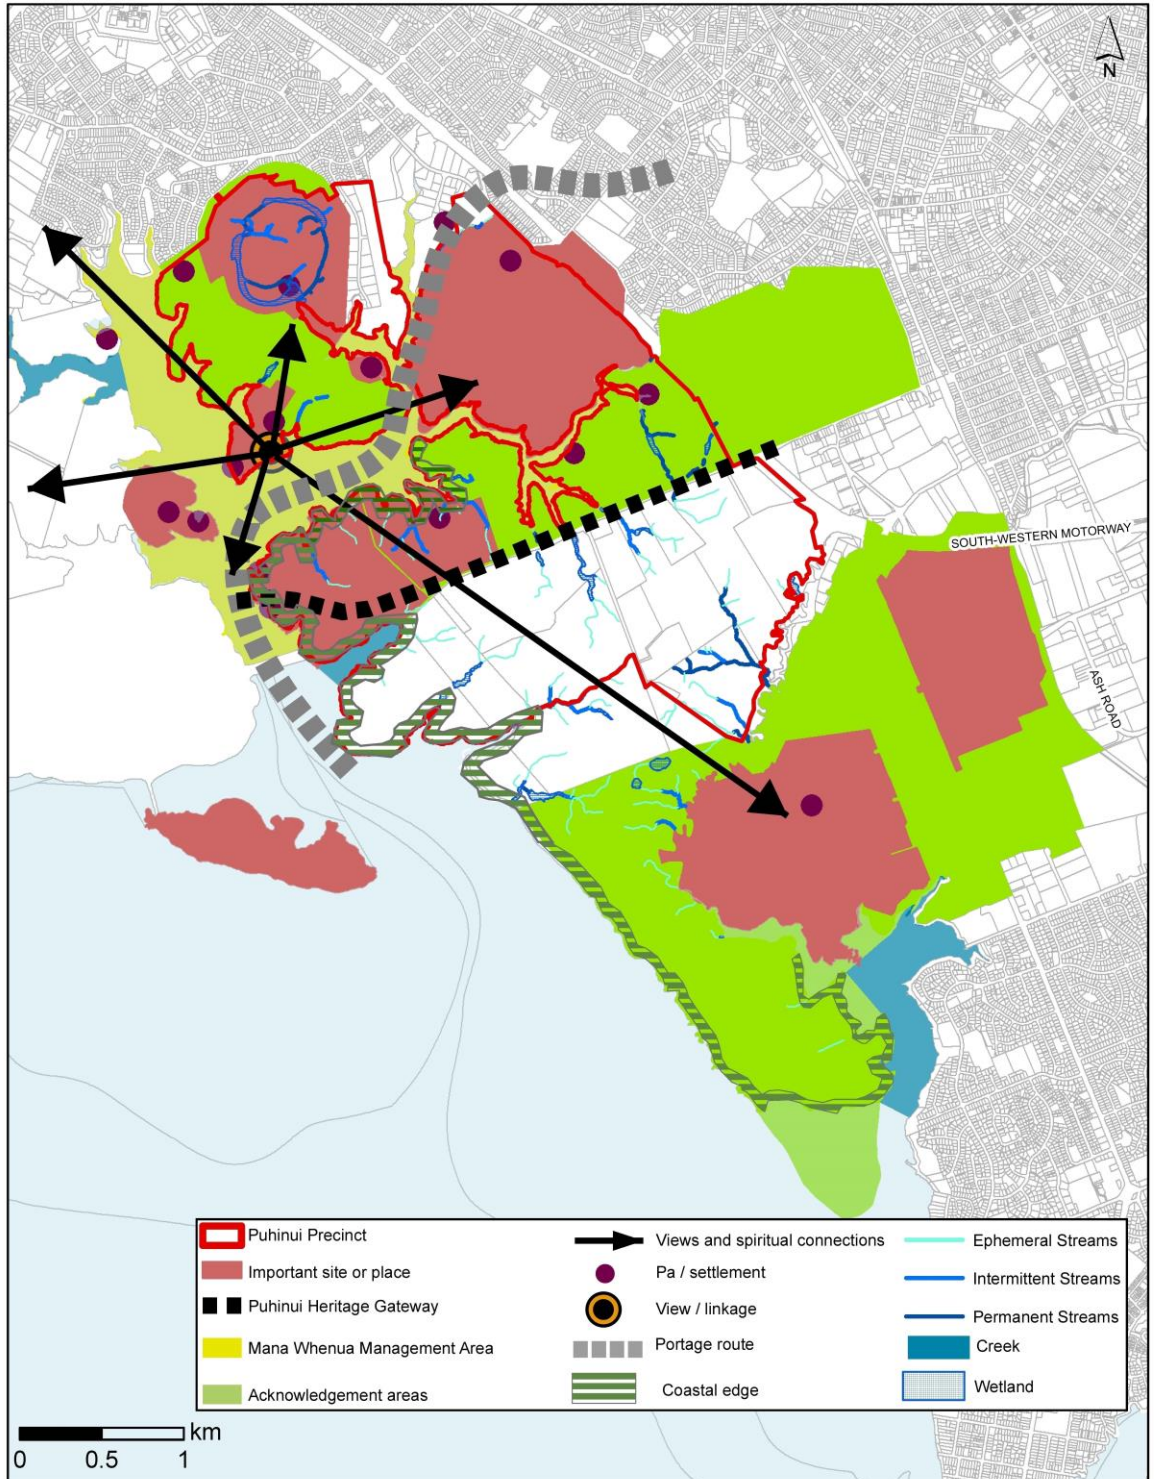 N
SOUTH-WESTERN MOTORWAY
ASH ROAD
Puhinui Precinct
Important site or place
Puhinui Heritage Gateway
Mana Whenua Management Area
Acknowledgement areas
Views and spiritual connections
Pa / settlement
View / linkage
Portage route
Coastal edge
Ephemeral Streams
Intermittent Streams
Permanent Streams
Creek
Wetland
km
0 0.5 1